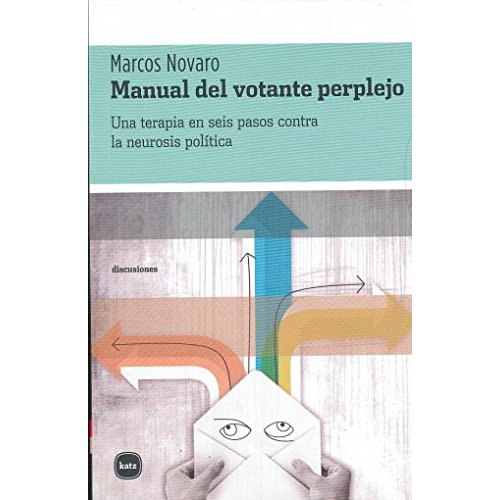 Marcos Novaro
Manual del votante perplejo
Una terapia en seis pasos contra
la neurosis política
discusiones
katz